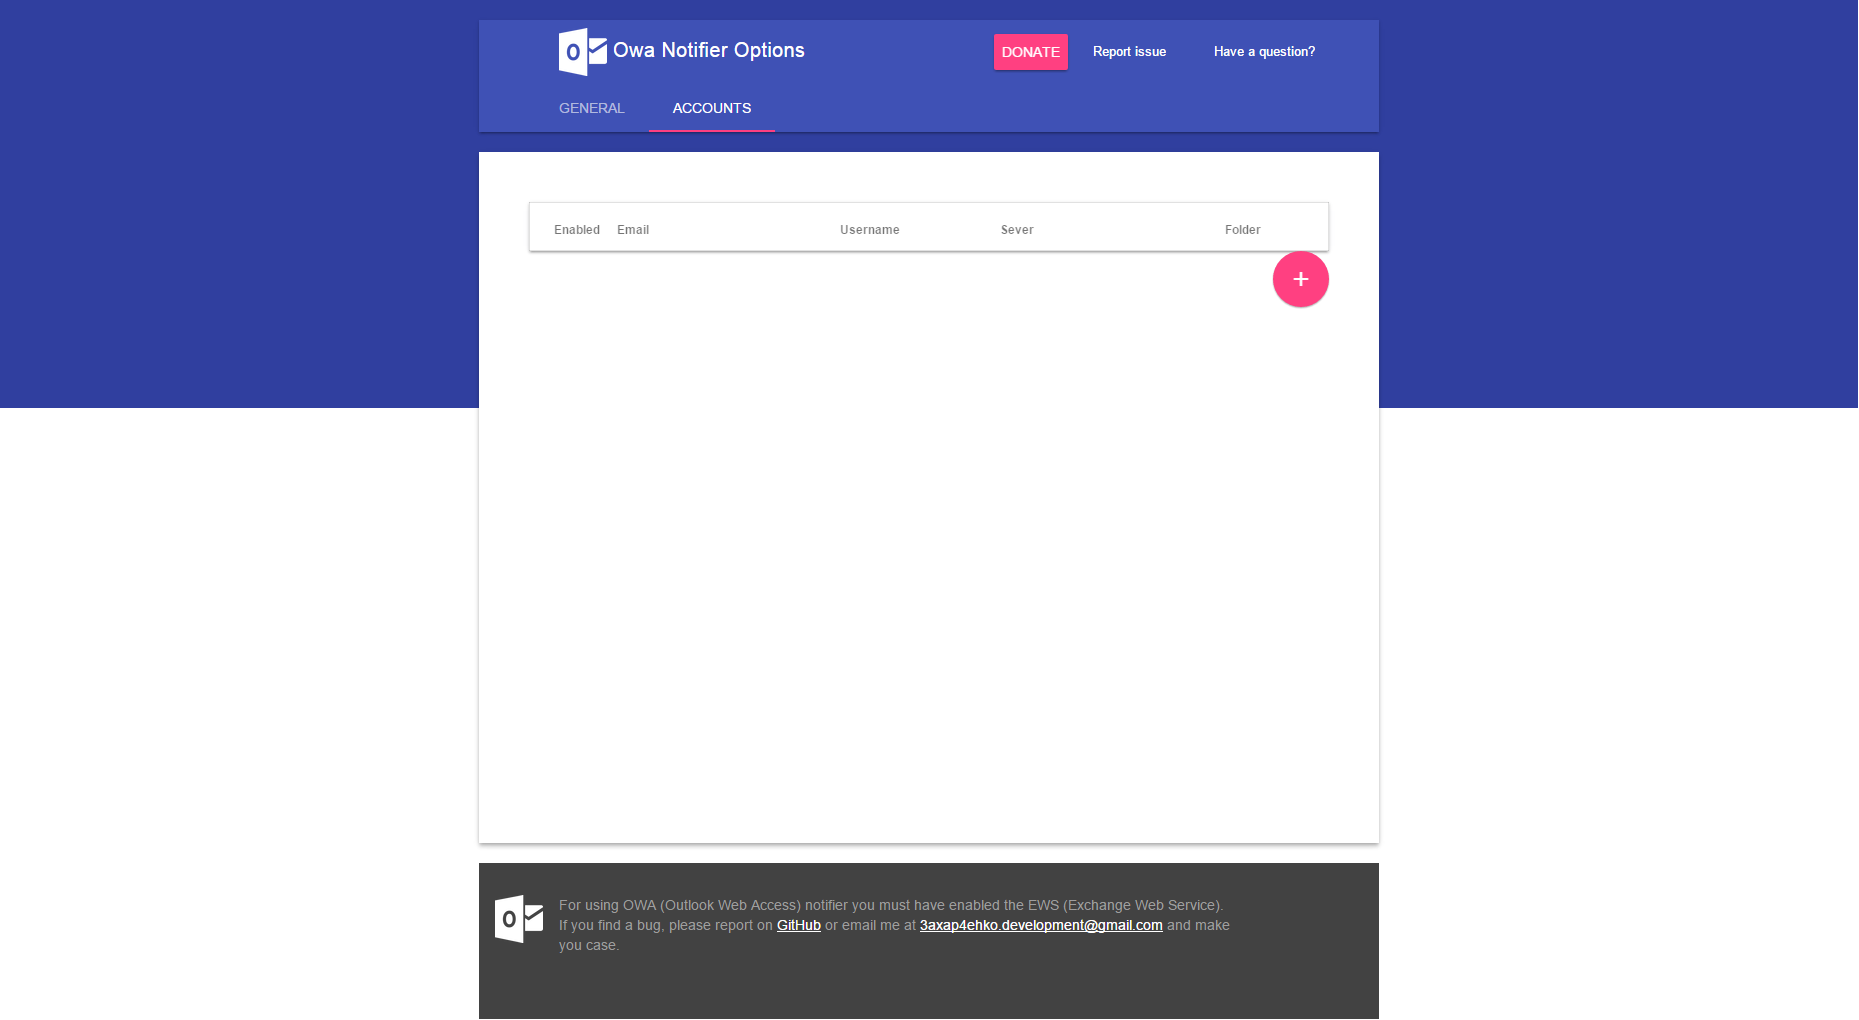 Owa Notifier Options
DONATE
Report issue
Have a question?
GENERAL
ACCOUNTS
Enabled Email Username Sever Folder
+
For using OWA (Outlook Web Access) notifier you must have enabled the EWS (Exchange Web Service).
If you find a bug, please report on GitHub or email me at 3axap4ehko.development@gmail.com and make
you case.